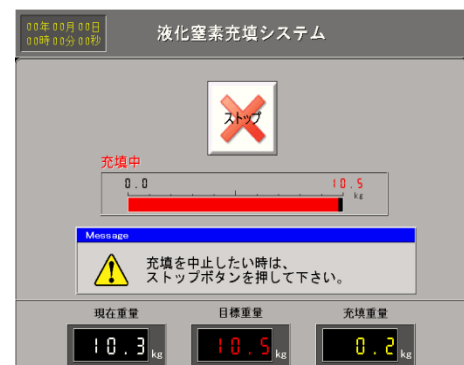 00年00月00日
00時00分00秒
液化窒素充填システム
ストップ
充填中
0.0 10.5
kg
Message
充填を中止したい時は、
ストップボタンを押して下さい。
現在重量 目標重量 充填重量
10.3 kg 10.5 kg 0.2 kg